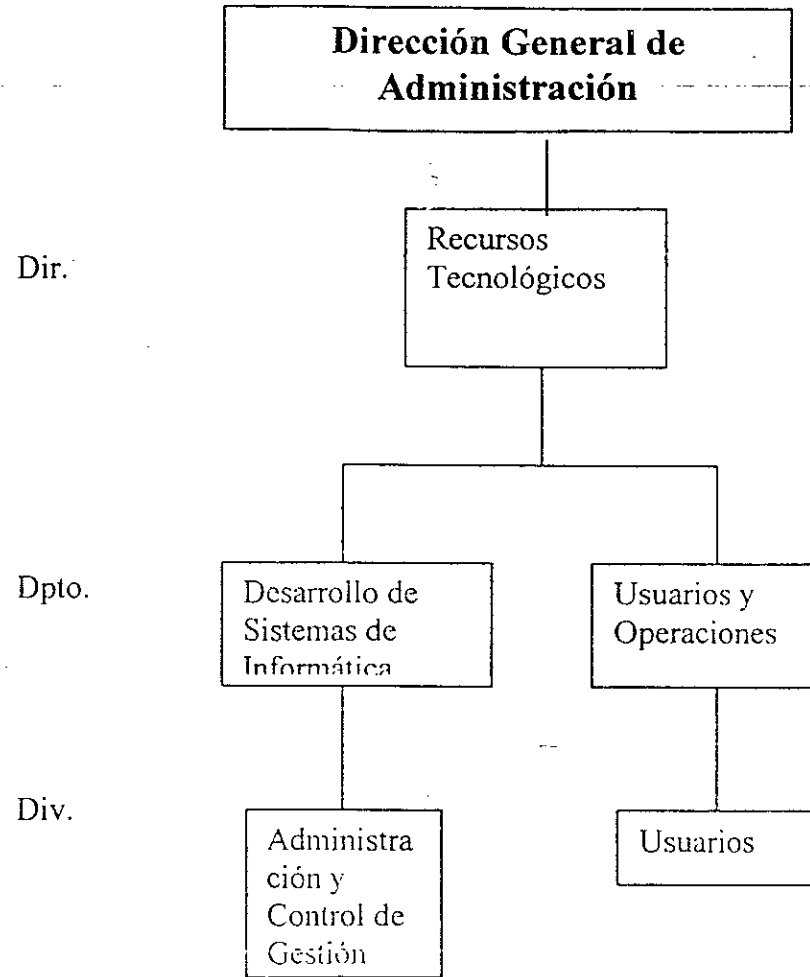 Dirección General de
Administración
Dir.
Recursos
Tecnológicos
Dpto.
Desarrollo de
Sistemas de
Informática
Usuarios y
Operaciones
Div.
Administra
ción y
Control de
Gestión
Usuarios